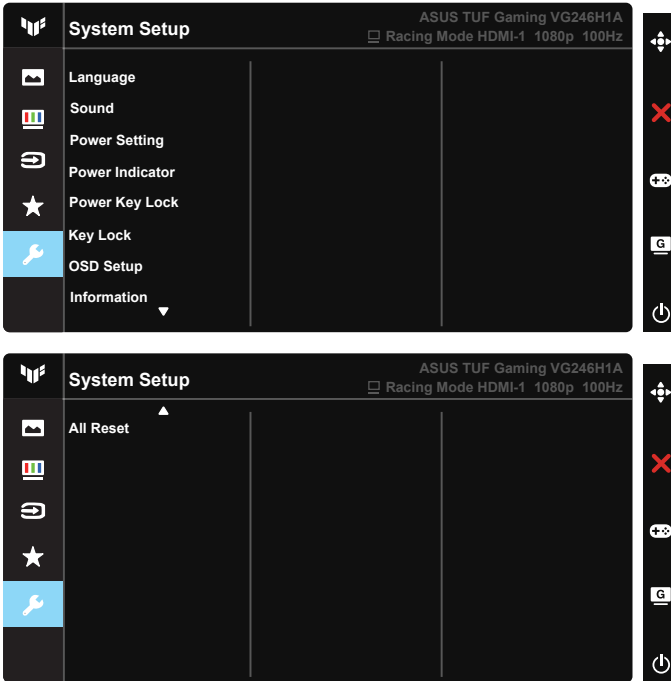 System Setup
ASUS TUF Gaming VG246H1A
Racing Mode HDMI-1 1080p 100Hz
Language
Sound
Power Setting
Power Indicator
Power Key Lock
Key Lock
OSD Setup
Information
G
System Setup
ASUS TUF Gaming VG246H1A
Racing Mode HDMI-1 1080p 100Hz
All Reset
G